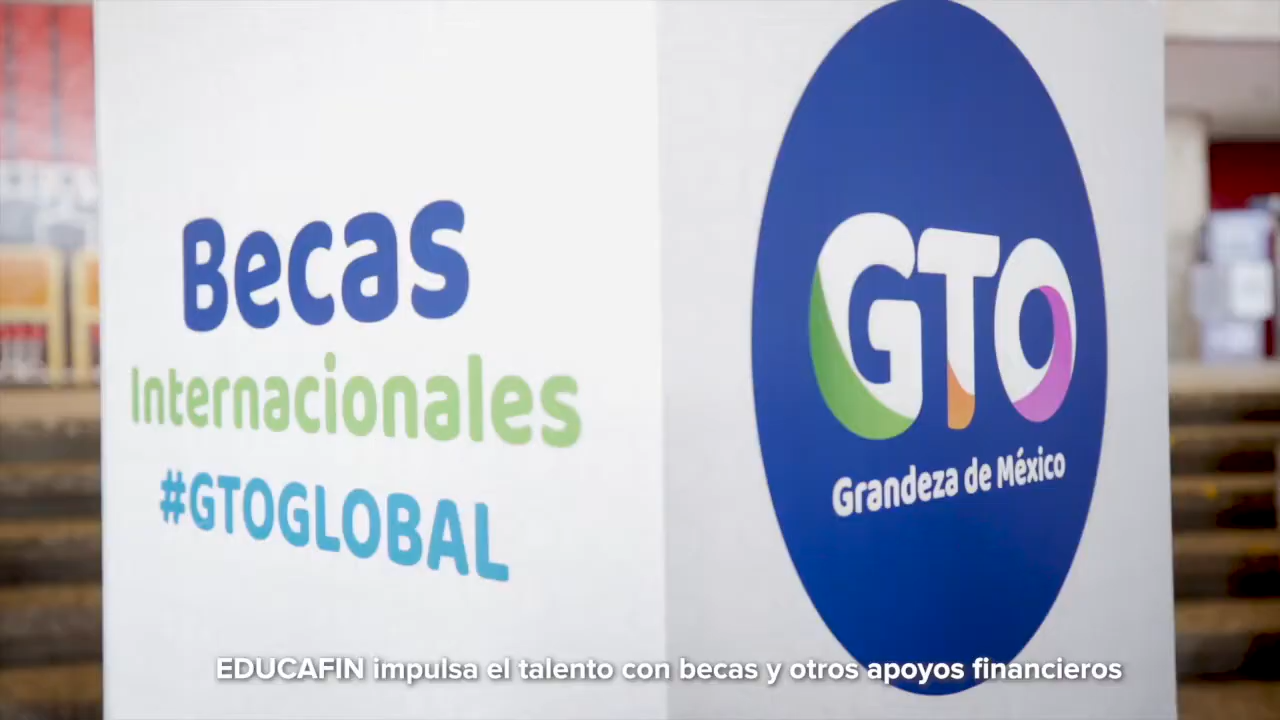 Becas
Internacionales
#GTOGLOBAL
GTO
Grandeza de México
EDUCAFIN impulsa el talento con becas y otros apoyos financieros